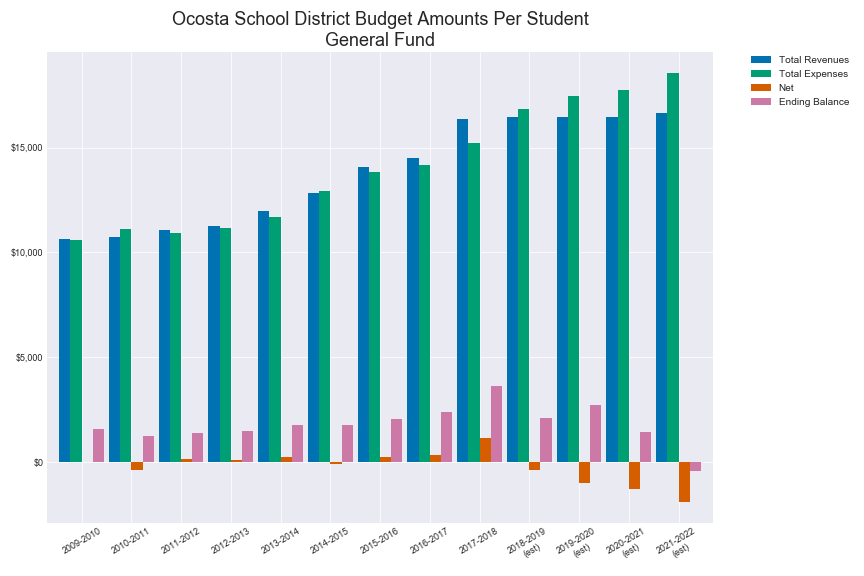 Ocosta School District Budget Amounts Per Student
General Fund
Total Revenues
Total Expenses
Net
Ending Balance
$15,000
$10,000
$5,000
$0
2009-2010
2010-2011
2011-2012
2012-2013
2013-2014
2014-2015
2015-2016
2016-2017
2017-2018
2018-2019
(est)
2019-2020
(est)
2020-2021
(est)
2021-2022
(est)